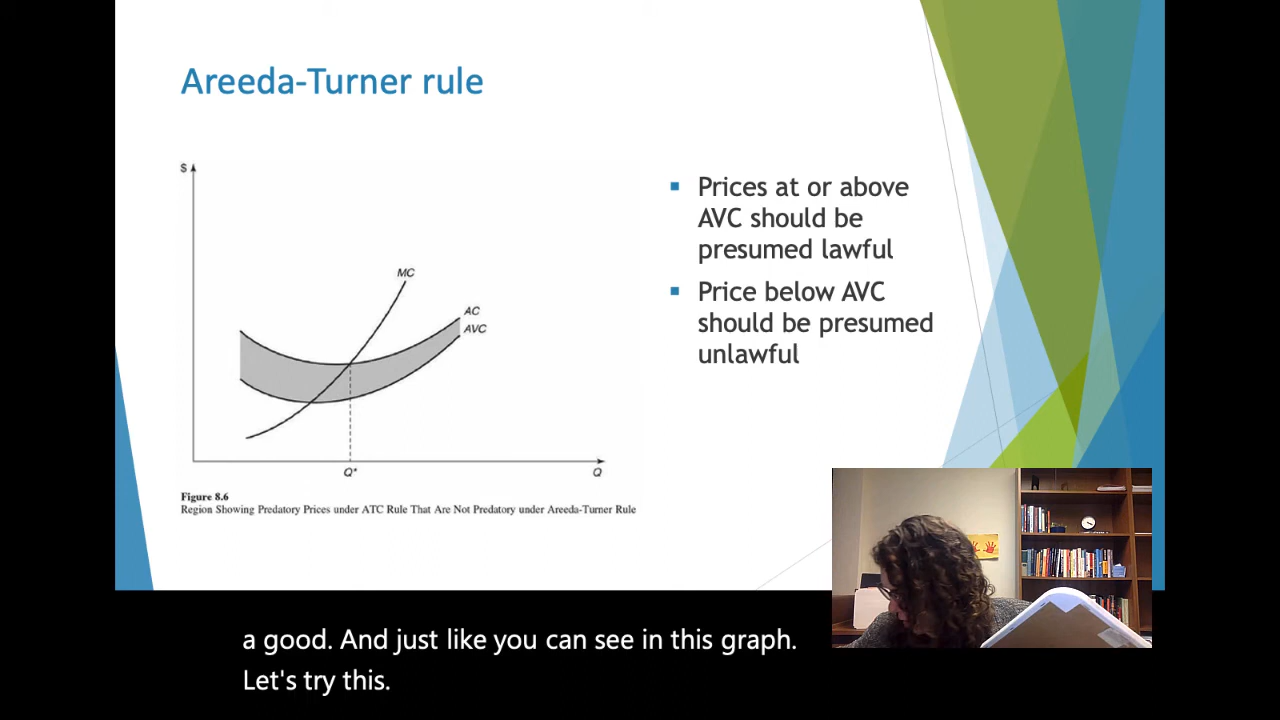 Areeda-Turner rule
$
MC
AC
AVC
Q*
Q
Figure 8.6
Region Showing Predatory Prices under ATC Rule That Are Not Predatory under Areeda-Turner Rule
▪ Prices at or above
AVC should be
presumed lawful
▪ Price below AVC
should be presumed
unlawful
a good. And just like you can see in this graph.
Let's try this.